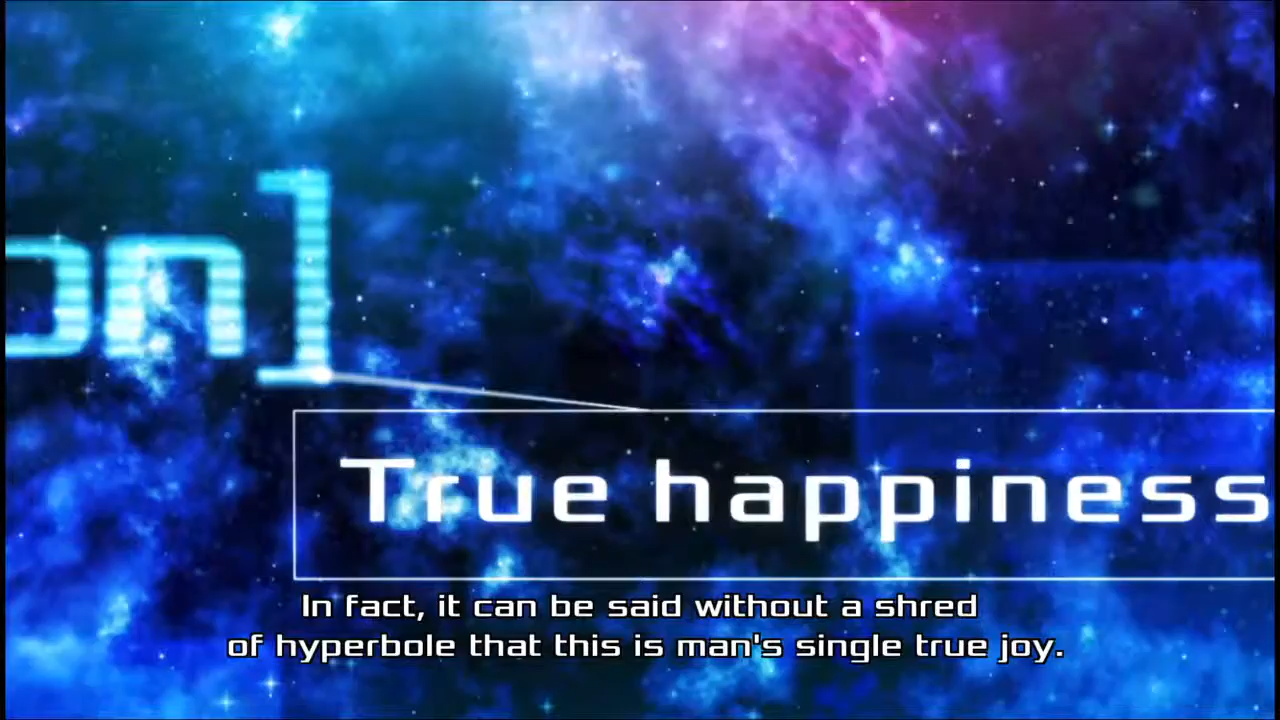 on]
True happiness
In fact, it can be said without a shred
of hyperbole that this is man's single true joy.